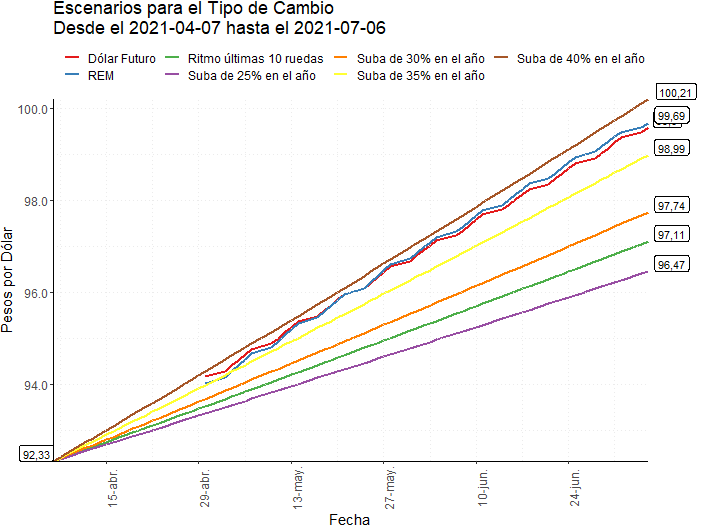 Escenarios para el Tipo de Cambio
Desde el 2021-04-07 hasta el 2021-07-06
Dólar Futuro
Ritmo últimas 10 ruedas
Suba de 30% en el año
Suba de 40% en el año
REM
Suba de 25% en el año
Suba de 35% en el año
100,21
100.0
99,69
98,99
98.0
97,74
97,11
96,47
96.0
94.0
92,33
Pesos por Dólar
15-abr.
29-abr.
13-may.
27-may.
10-jun.
24-jun.
Fecha